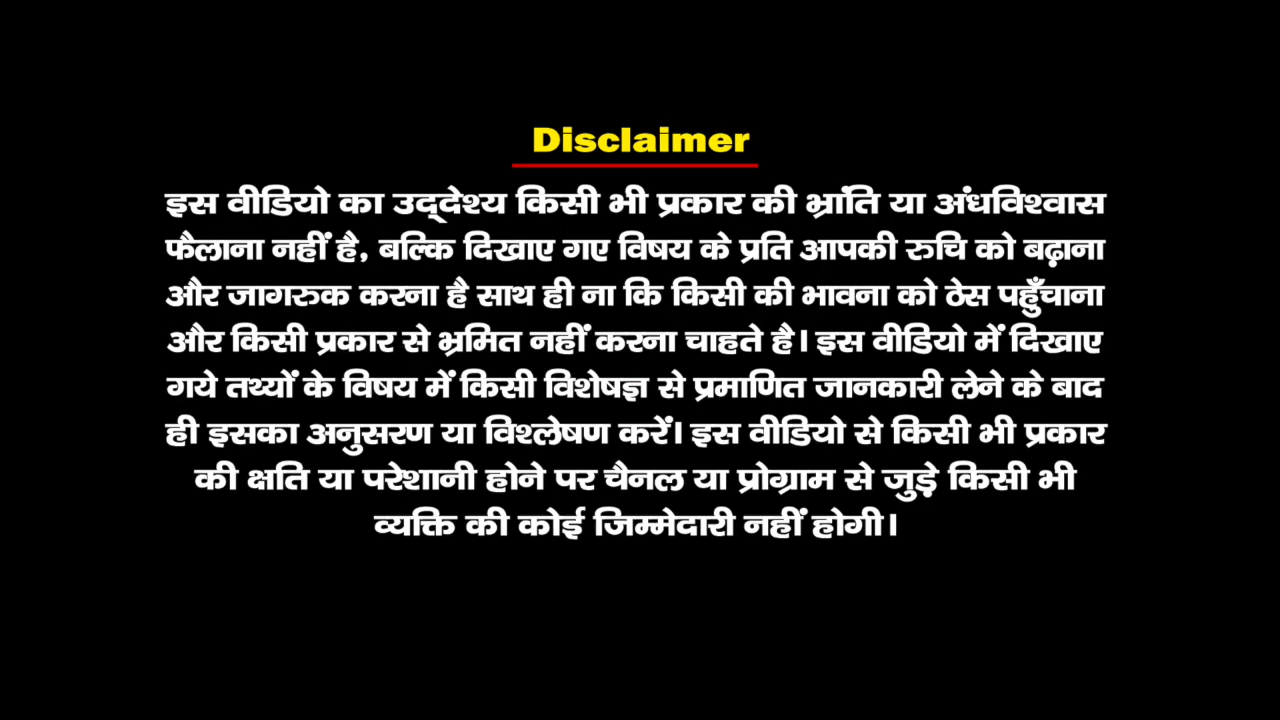 Disclaimer
इस वीडियो का उद्देश्य किसी भी प्रकार की भ्रांति या अंधविश्वास
फैलाना नहीं है, बल्कि दिखाए गए विषय के प्रति आपकी रुचि को बढ़ाना
और जागरुक करना है साथ ही ना कि किसी की भावना को ठेस पहुँचाना
और किसी प्रकार से भ्रमित नहीं करना चाहते है। इस वीडियो में दिखाए
गये तथ्यों के विषय में किसी विशेषज्ञ से प्रमाणित जानकारी लेने के बाद
ही इसका अनुसरण या विश्लेषण करें। इस वीडियो से किसी भी प्रकार
की क्षति या परेशानी होने पर चैनल या प्रोग्राम से जुड़े किसी भी
व्यक्ति की कोई जिम्मेदारी नहीं होगी।